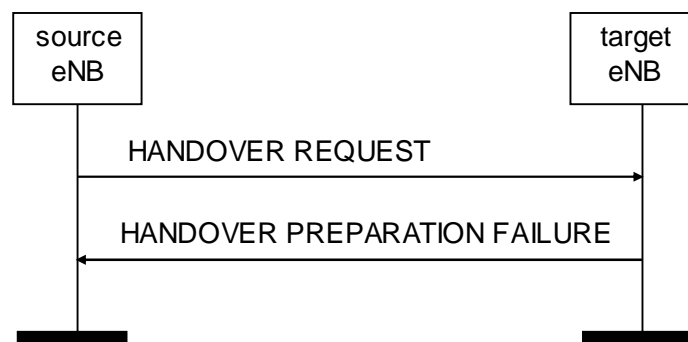 source
eNB
target
eNB
HANDOVER REQUEST
HANDOVER PREPARATION FAILURE